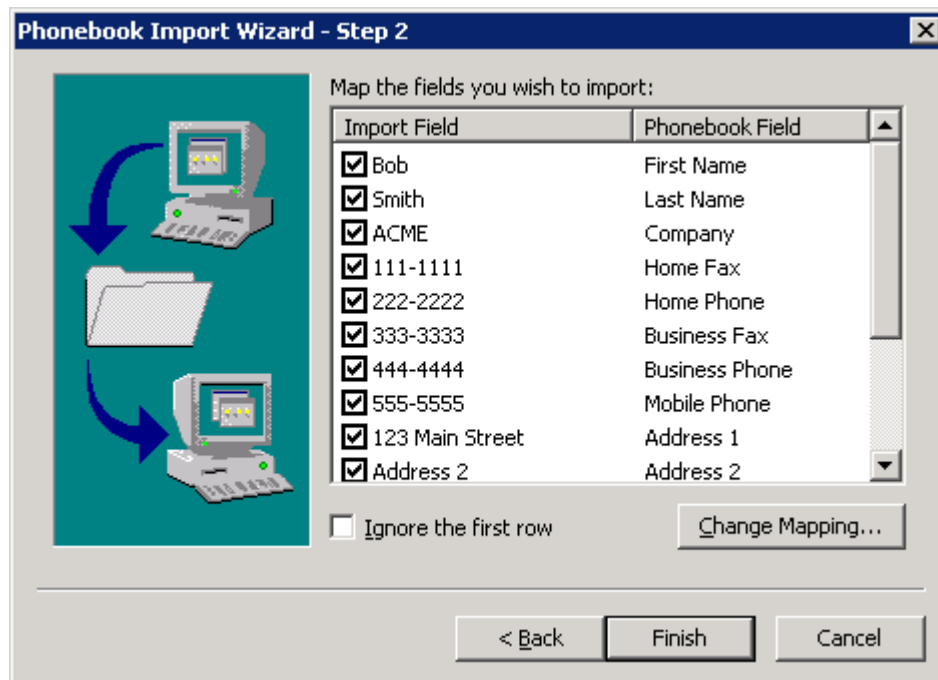 Phonebook Import Wizard - Step 2
Map the fields you wish to import:
Import Field Phonebook Field
Bob First Name
Smith Last Name
ACME Company
111-1111 Home Fax
222-2222 Home Phone
333-3333 Business Fax
444-4444 Business Phone
555-5555 Mobile Phone
123 Main Street Address 1
Address 2 Address 2
Ignore the first row Change Mapping...
< Back Finish Cancel